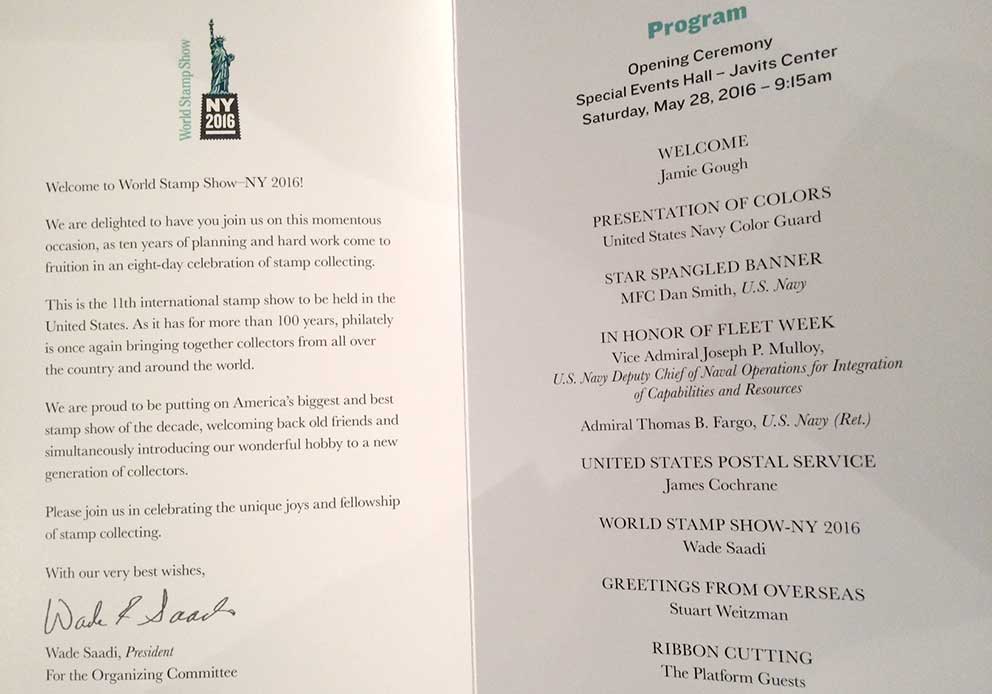 World Stamp Show
NY
2016
Welcome to World Stamp Show–NY 2016!
We are delighted to have you join us on this momentous
occasion, as ten years of planning and hard work come to
fruition in an eight-day celebration of stamp collecting.
This is the 11th international stamp show to be held in the
United States. As it has for more than 100 years, philately
is once again bringing together collectors from all over
the country and around the world.
We are proud to be putting on America's biggest and best
stamp show of the decade, welcoming back old friends and
simultaneously introducing our wonderful hobby to a new
generation of collectors.
Please join us in celebrating the unique joys and fellowship
of stamp collecting.
With our very best wishes,
Wade R Saadi
Wade Saadi, President
For the Organizing Committee
Program
Opening Ceremony
Special Events Hall – Javits Center
Saturday, May 28, 2016 – 9:15am
WELCOME
Jamie Gough
PRESENTATION OF COLORS
United States Navy Color Guard
STAR SPANGLED BANNER
MFC Dan Smith, U.S. Navy
IN HONOR OF FLEET WEEK
Vice Admiral Joseph P. Mulloy,
U.S. Navy Deputy Chief of Naval Operations for Integration
of Capabilities and Resources
Admiral Thomas B. Fargo, U.S. Navy (Ret.)
UNITED STATES POSTAL SERVICE
James Cochrane
WORLD STAMP SHOW-NY 2016
Wade Saadi
GREETINGS FROM OVERSEAS
Stuart Weitzman
RIBBON CUTTING
The Platform Guests